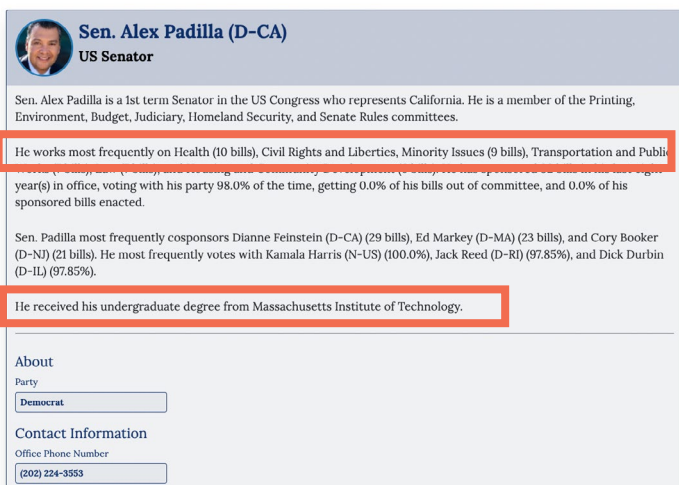 Sen. Alex Padilla (D-CA)
US Senator
Sen. Alex Padilla is a 1st term Senator in the US Congress who represents California. He is a member of the Printing,
Environment, Budget, Judiciary, Homeland Security, and Senate Rules committees.
He works most frequently on Health (10 bills), Civil Rights and Liberties, Minority Issues (9 bills), Transportation and Public
year(s) in office, voting with his party 98.0% of the time, getting 0.0% of his bills out of committee, and 0.0% of his
sponsored bills enacted.
Sen. Padilla most frequently cosponsors Dianne Feinstein (D-CA) (29 bills), Ed Markey (D-MA) (23 bills), and Cory Booker
(D-NJ) (21 bills). He most frequently votes with Kamala Harris (N-US) (100.0%), Jack Reed (D-RI) (97.85%), and Dick Durbin
(D-IL) (97.85%).
He received his undergraduate degree from Massachusetts Institute of Technology.
About
Party
Democrat
Contact Information
Office Phone Number
(202) 224-3553